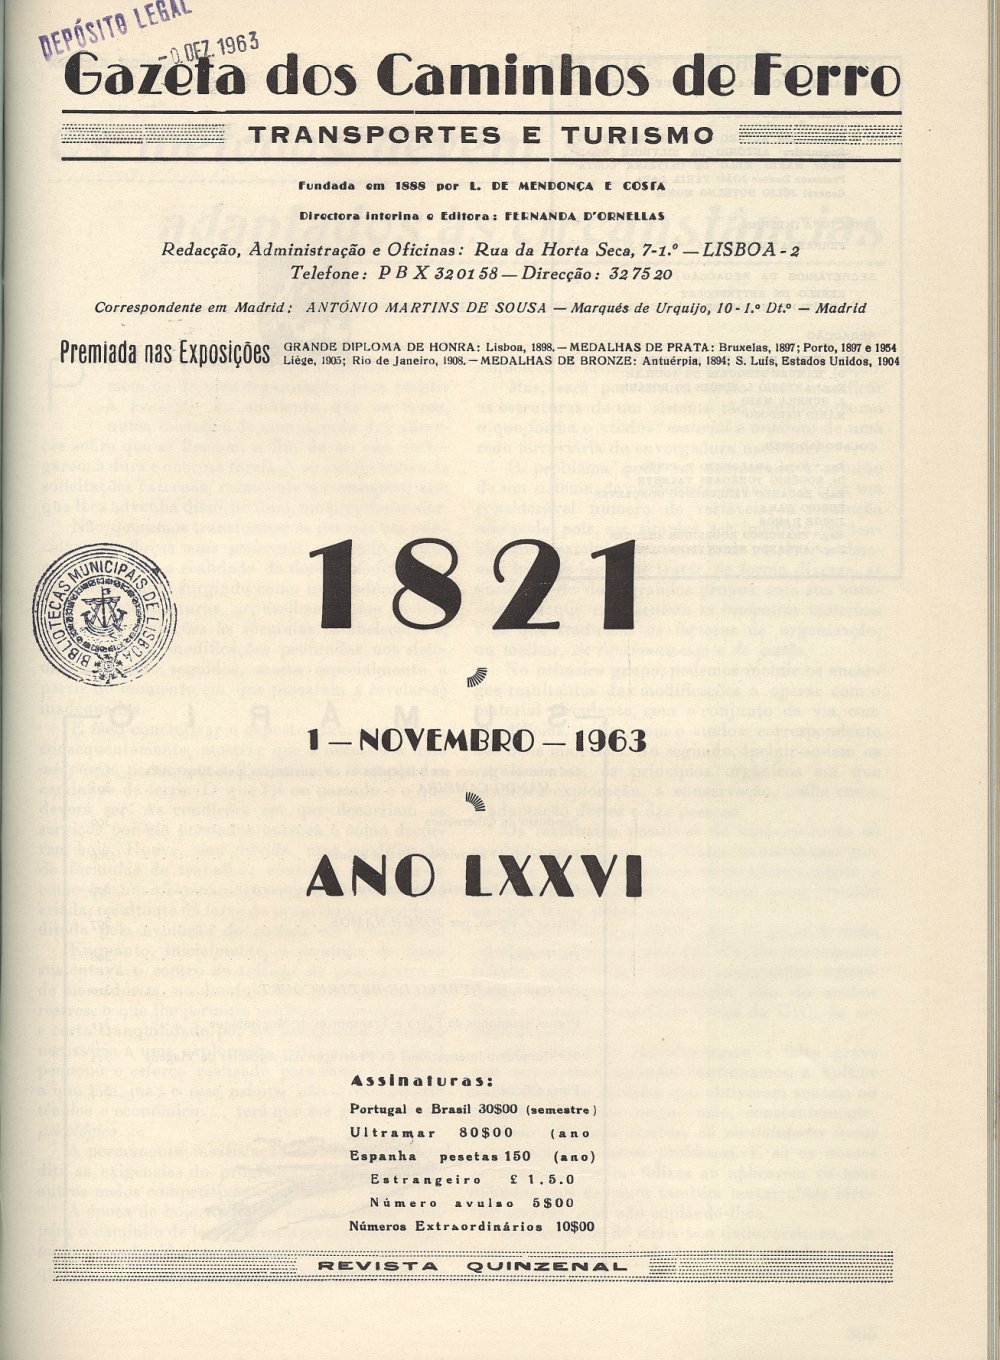 DEPÓSITO LEGAL
DEZ. 1963
Gazeta dos Caminhos de Ferro
TRANSPORTES E TURISMO
Fundada em 1888 por L. DE MENDONÇA E COSTA
Directora interina e Editora: FERNANDA D'ORNELLAS
Redacção, Administração e Oficinas: Rua da Horta Seca, 7-1.º — LISBOA - 2
Telefone: P B X 32 01 58 — Direcção: 32 75 20
Correspondente em Madrid: ANTÓNIO MARTINS DE SOUSA — Marqués de Urquijo, 10 - 1.º Dt.º — Madrid
Premiada nas Exposições
GRANDE DIPLOMA DE HONRA: Lisboa, 1898. — MEDALHAS DE PRATA: Bruxelas, 1897; Porto, 1897 e 1954
Liège, 1905; Rio de Janeiro, 1908. — MEDALHAS DE BRONZE: Antuérpia, 1894; S. Luís, Estados Unidos, 1904
1821
BIBLIOTECAS MUNICIPAIS DE LISBOA
1 — NOVEMBRO — 1963
ANO LXXVI
Assinaturas:
Portugal e Brasil 30$00 (semestre)
Ultramar 80$00 (ano
Espanha pesetas 150 (ano)
Estrangeiro £ 1.5.0
Número avulso 5$00
Números Extraordinários 10$00
REVISTA QUINZENAL